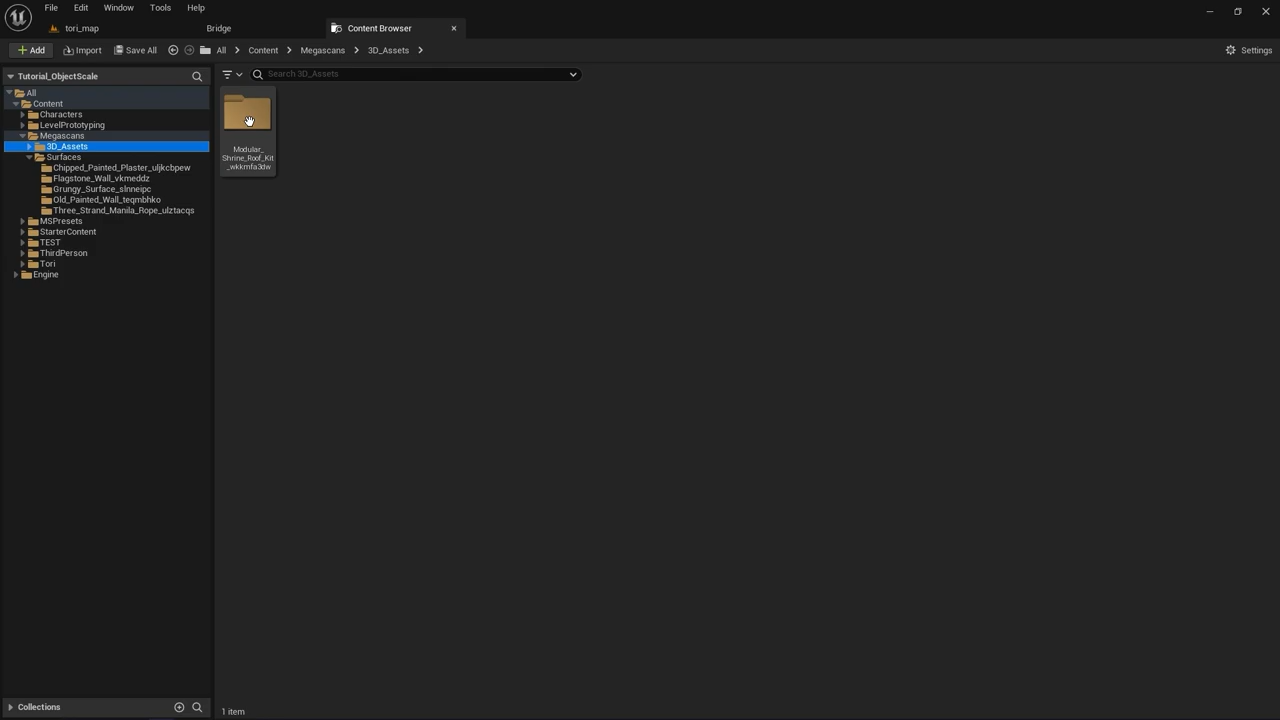 File Edit Window Tools Help
tori_map Bridge Content Browser
Add Import Save All All Content Megascans 3D_Assets Settings
Tutorial_ObjectScale
Search 3D_Assets
All
Content
Characters
LevelPrototyping
Megascans
3D_Assets
Surfaces
Chipped_Painted_Plaster_uljkcbpew
Flagstone_Wall_vkmeddz
Grungy_Surface_slnneipc
Old_Painted_Wall_teqmbhko
Three_Strand_Manila_Rope_ulztacqs
MSPresets
StarterContent
TEST
ThirdPerson
Tori
Engine
Modular_
Shrine_Roof_Kit
_wkkmfa3dw
Collections
1 item